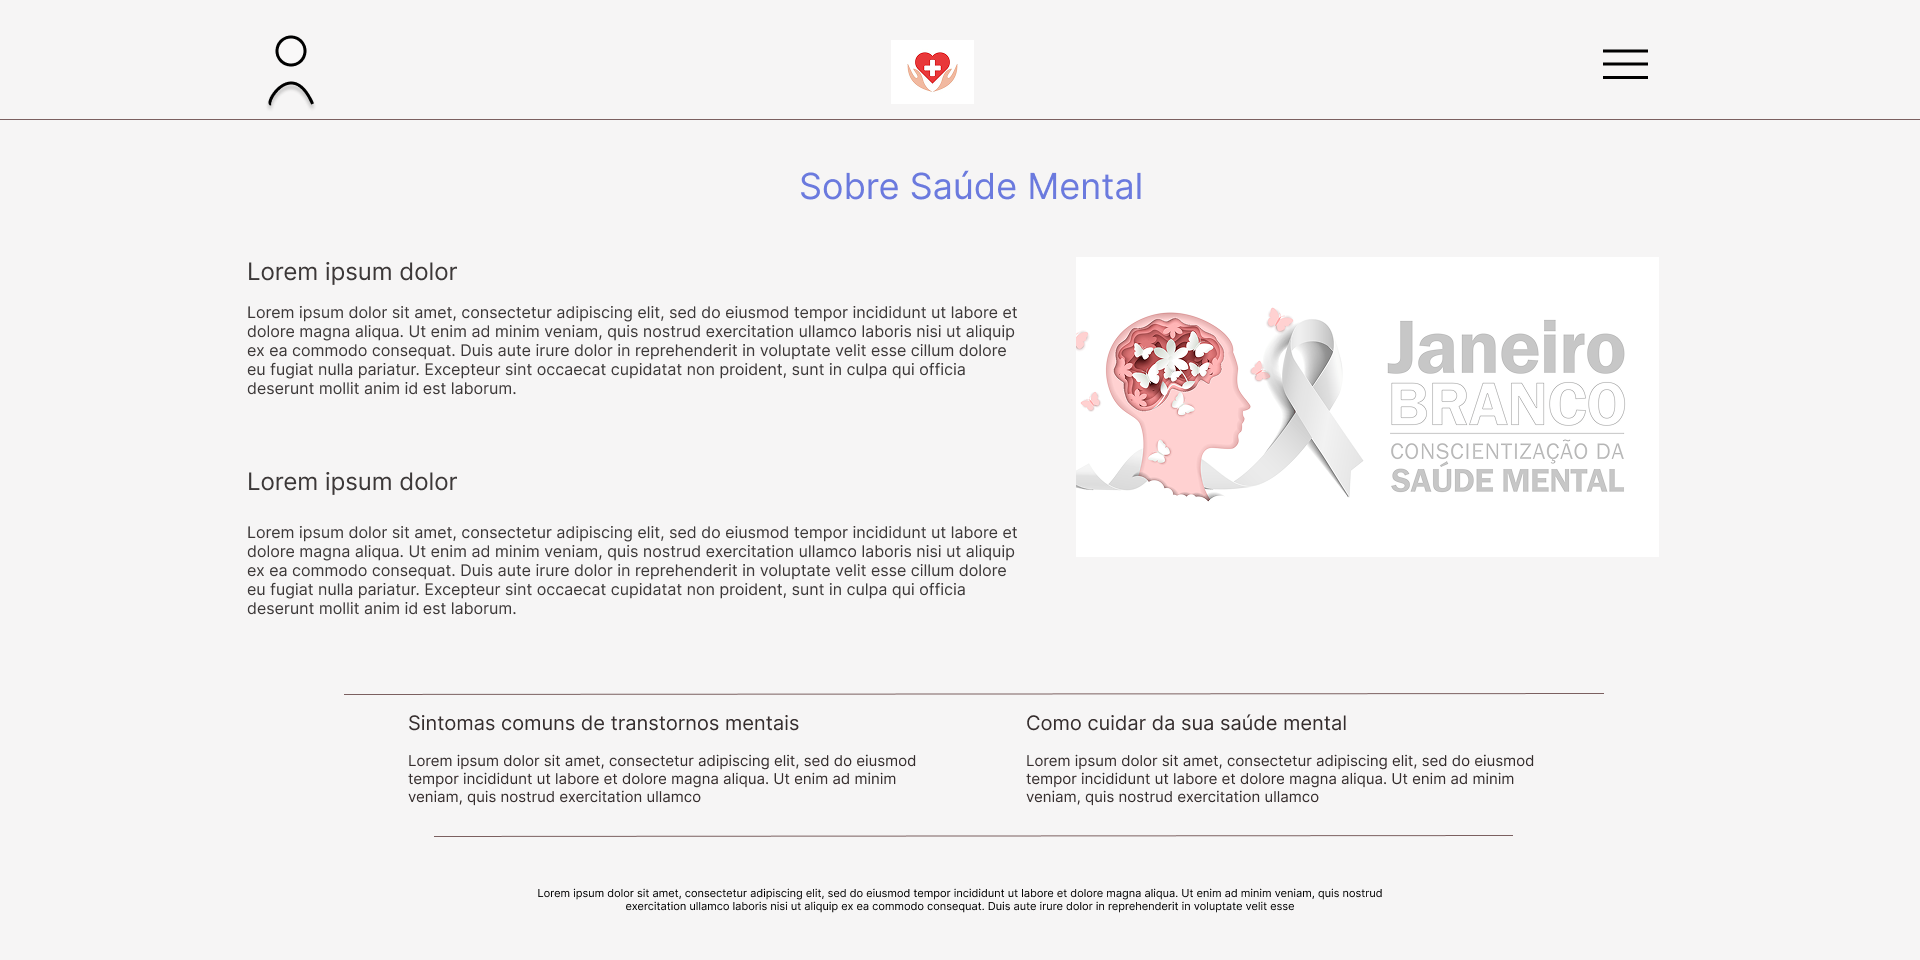 Sobre Saúde Mental
Lorem ipsum dolor
Lorem ipsum dolor sit amet, consectetur adipiscing elit, sed do eiusmod tempor incididunt ut labore et
dolore magna aliqua. Ut enim ad minim veniam, quis nostrud exercitation ullamco laboris nisi ut aliquip
ex ea commodo consequat. Duis aute irure dolor in reprehenderit in voluptate velit esse cillum dolore
eu fugiat nulla pariatur. Excepteur sint occaecat cupidatat non proident, sunt in culpa qui officia
deserunt mollit anim id est laborum.
Lorem ipsum dolor
Lorem ipsum dolor sit amet, consectetur adipiscing elit, sed do eiusmod tempor incididunt ut labore et
dolore magna aliqua. Ut enim ad minim veniam, quis nostrud exercitation ullamco laboris nisi ut aliquip
ex ea commodo consequat. Duis aute irure dolor in reprehenderit in voluptate velit esse cillum dolore
eu fugiat nulla pariatur. Excepteur sint occaecat cupidatat non proident, sunt in culpa qui officia
deserunt mollit anim id est laborum.
Janeiro
BRANCO
CONSCIENTIZAÇÃO DA
SAÚDE MENTAL
Sintomas comuns de transtornos mentais
Lorem ipsum dolor sit amet, consectetur adipiscing elit, sed do eiusmod
tempor incididunt ut labore et dolore magna aliqua. Ut enim ad minim
veniam, quis nostrud exercitation ullamco
Como cuidar da sua saúde mental
Lorem ipsum dolor sit amet, consectetur adipiscing elit, sed do eiusmod
tempor incididunt ut labore et dolore magna aliqua. Ut enim ad minim
veniam, quis nostrud exercitation ullamco
Lorem ipsum dolor sit amet, consectetur adipiscing elit, sed do eiusmod tempor incididunt ut labore et dolore magna aliqua. Ut enim ad minim veniam, quis nostrud
exercitation ullamco laboris nisi ut aliquip ex ea commodo consequat. Duis aute irure dolor in reprehenderit in voluptate velit esse